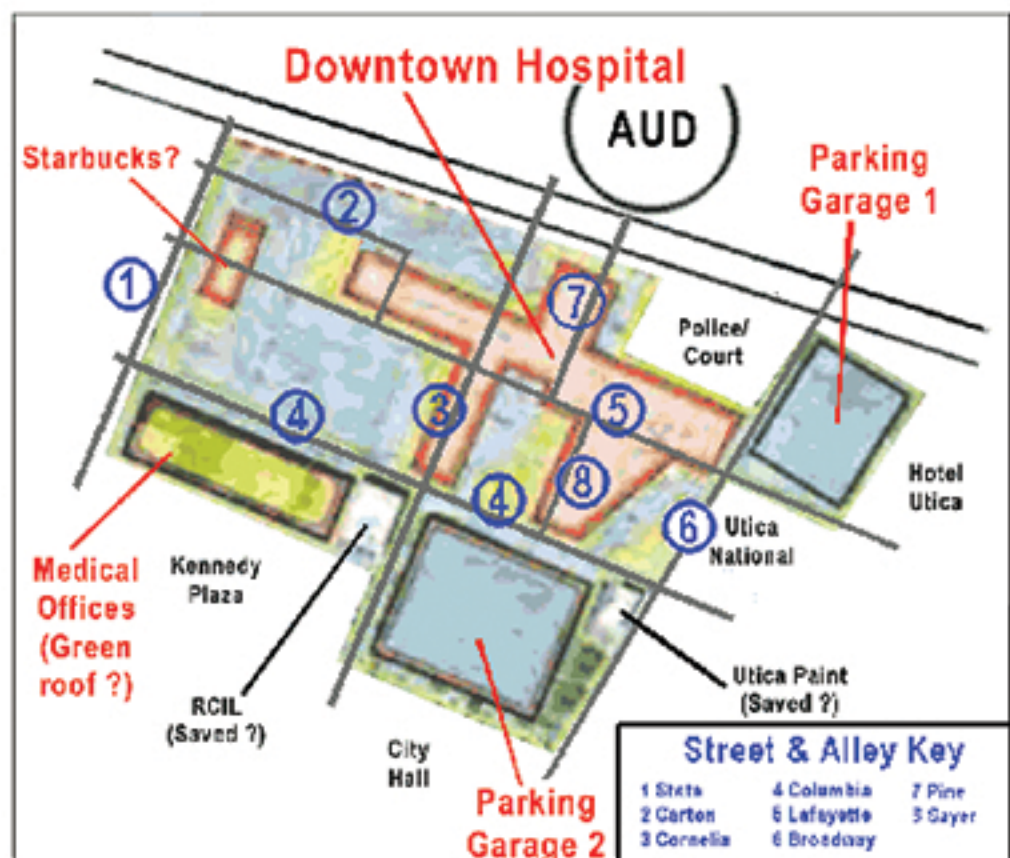 Downtown Hospital
AUD
Starbucks?
Parking
Garage 1
2
1
7
Police/
Court
3
4
5
8
4
6
Hotel
Utica
Utica
National
Medical
Offices
(Green
roof ?)
Kennedy
Plaza
RCIL
(Saved ?)
City
Hall
Parking
Garage 2
Utica Paint
(Saved ?)
Street & Alley Key
1 State 4 Columbia 7 Pine
2 Carton 5 Lafayette 8 Sayer
3 Cornelia 6 Broadway